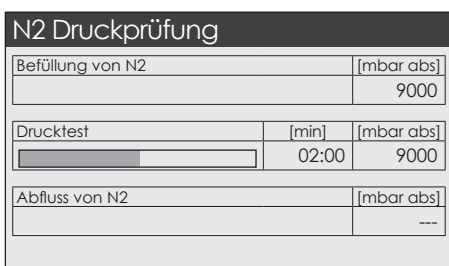 N2 Druckprüfung
Befüllung von N2 [mbar abs]
9000
Drucktest [min] [mbar abs]
02:00 9000
Abfluss von N2 [mbar abs]
---